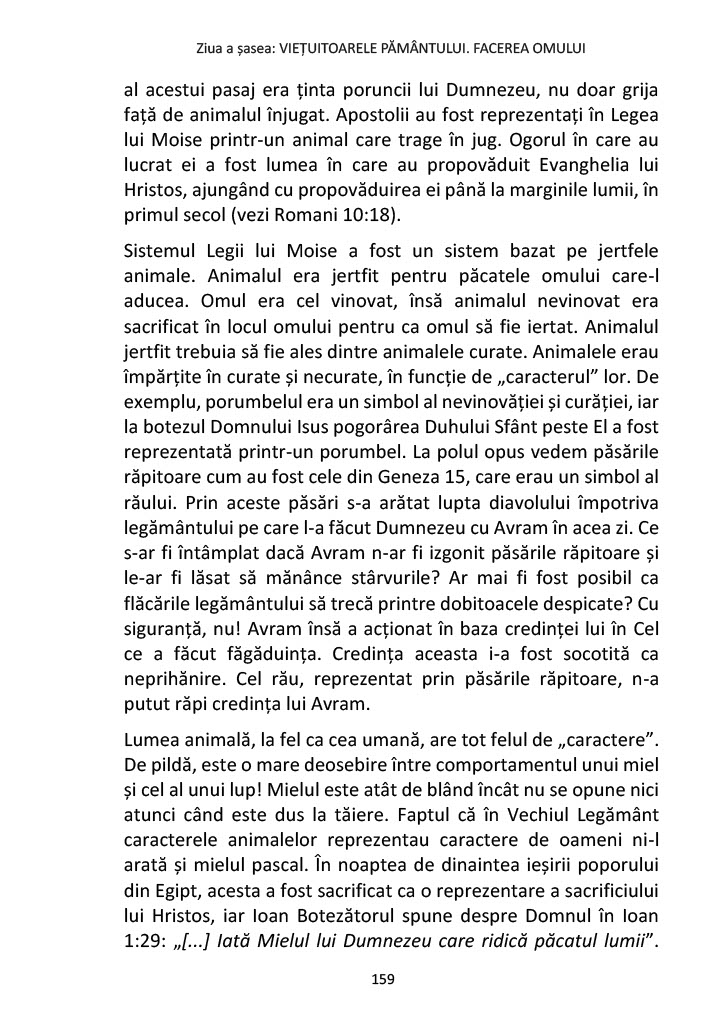 Ziua a șasea: VIEȚUITOARELE PĂMÂNTULUI. FACEREA OMULUI
al acestui pasaj era ținta poruncii lui Dumnezeu, nu doar grija
față de animalul înjugat. Apostolii au fost reprezentați în Legea
lui Moise printr-un animal care trage în jug. Ogorul în care au
lucrat ei a fost lumea în care au propovăduit Evanghelia lui
Hristos, ajungând cu propovăduirea ei până la marginile lumii, în
primul secol (vezi Romani 10:18).
Sistemul Legii lui Moise a fost un sistem bazat pe jertfele
animale. Animalul era jertfit pentru păcatele omului care-l
aducea. Omul era cel vinovat, însă animalul nevinovat era
sacrificat în locul omului pentru ca omul să fie iertat. Animalul
jertfit trebuia să fie ales dintre animalele curate. Animalele erau
împărțite în curate și necurate, în funcție de „caracterul” lor. De
exemplu, porumbelul era un simbol al nevinovăției și curăției, iar
la botezul Domnului Isus pogorârea Duhului Sfânt peste El a fost
reprezentată printr-un porumbel. La polul opus vedem păsările
răpitoare cum au fost cele din Geneza 15, care erau un simbol al
răului. Prin aceste păsări s-a arătat lupta diavolului împotriva
legământului pe care l-a făcut Dumnezeu cu Avram în acea zi. Ce
s-ar fi întâmplat dacă Avram n-ar fi izgonit păsările răpitoare și
le-ar fi lăsat să mănânce stârvurile? Ar mai fi fost posibil ca
flăcările legământului să trecă printre dobitoacele despicate? Cu
siguranță, nu! Avram însă a acționat în baza credinței lui în Cel
ce a făcut făgăduința. Credința aceasta i-a fost socotită ca
neprihănire. Cel rău, reprezentat prin păsările răpitoare, n-a
putut răpi credința lui Avram.
Lumea animală, la fel ca cea umană, are tot felul de „caractere”.
De pildă, este o mare deosebire între comportamentul unui miel
și cel al unui lup! Mielul este atât de blând încât nu se opune nici
atunci când este dus la tăiere. Faptul că în Vechiul Legământ
caracterele animalelor reprezentau caractere de oameni ni-l
arată și mielul pascal. În noaptea de dinaintea ieșirii poporului
din Egipt, acesta a fost sacrificat ca o reprezentare a sacrificiului
lui Hristos, iar Ioan Botezătorul spune despre Domnul în Ioan
1:29: „[...] Iată Mielul lui Dumnezeu care ridică păcatul lumii”.
159